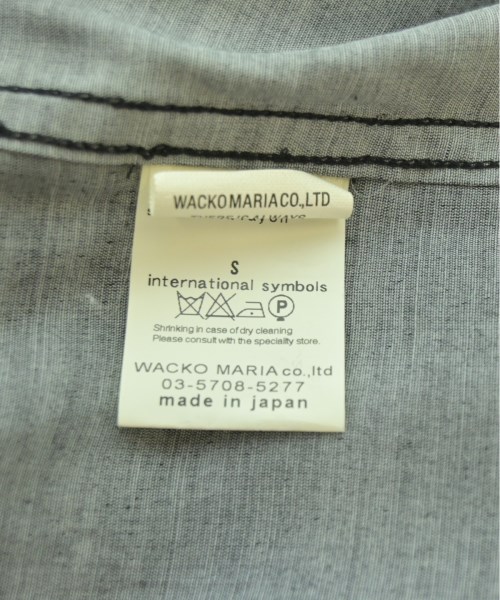 WACKO MARIA CO.,LTD
S
international symbols
P
Shrinking in case of dry cleaning
Please consult with the specialty store.
WACKO MARIA co.,ltd
03-5708-5277
made in japan